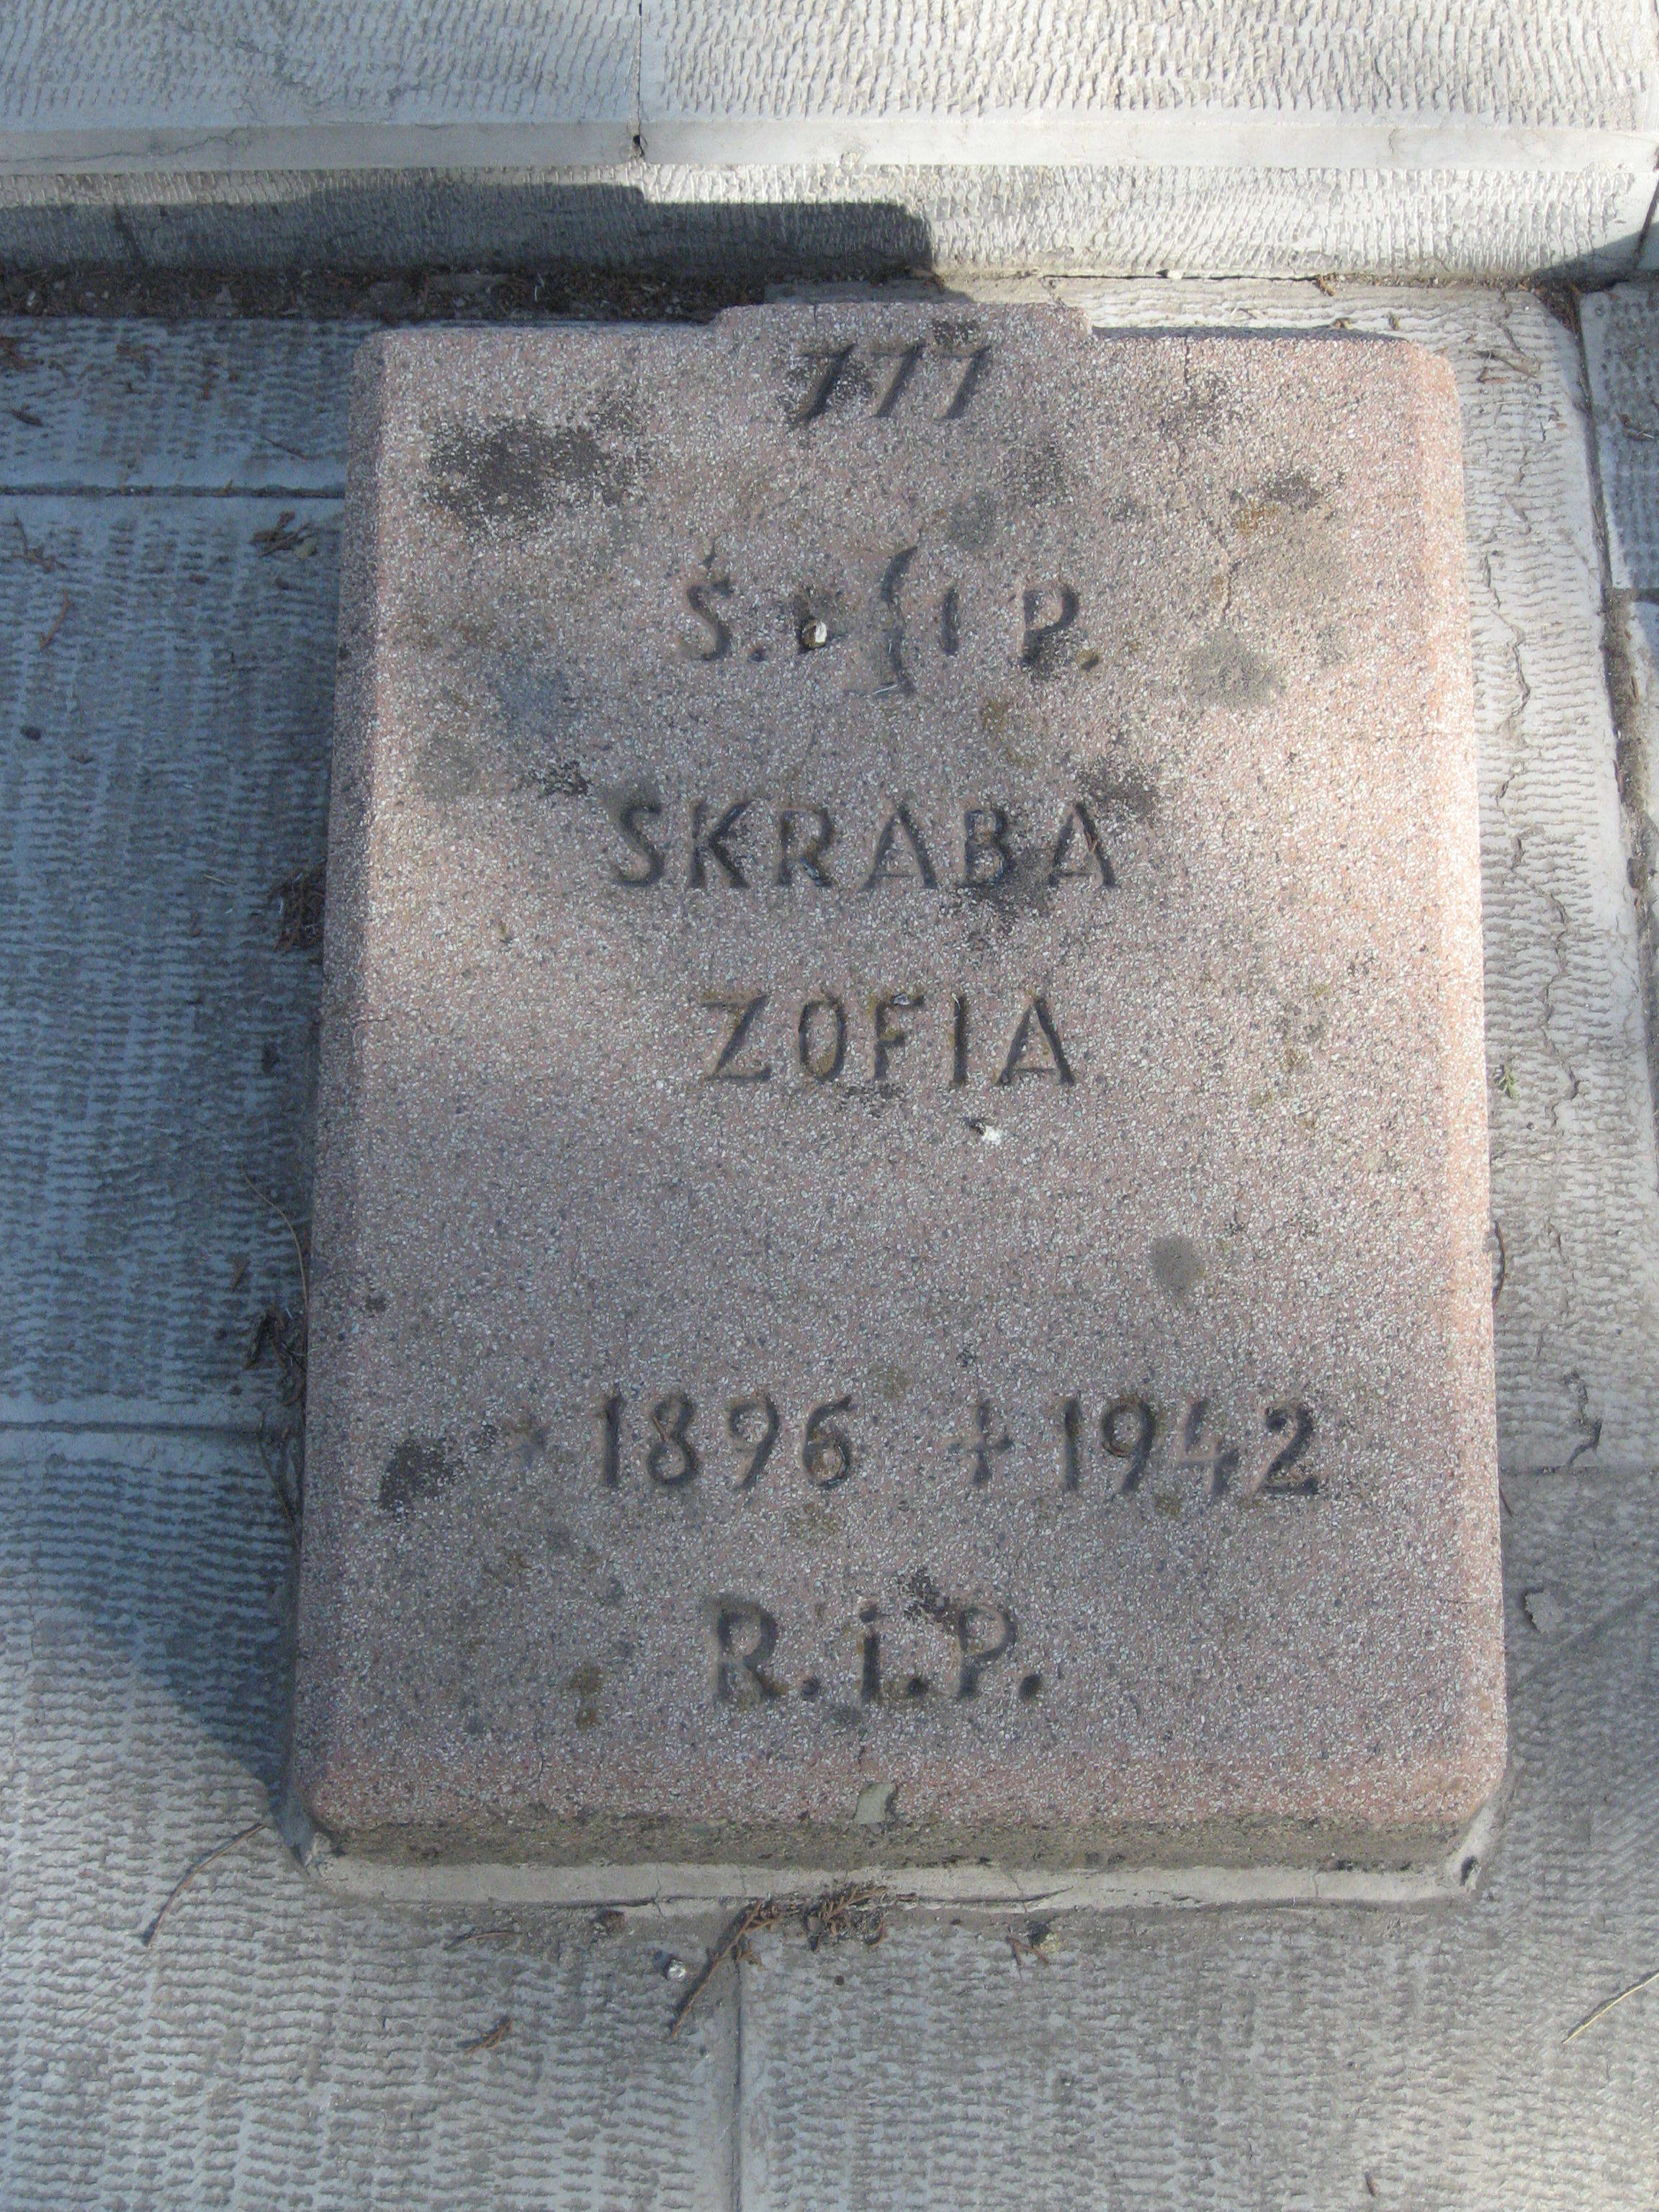 777
Ś. † P.
SKRABA
ZOFIA
* 1896 † 1942
R.i.P.